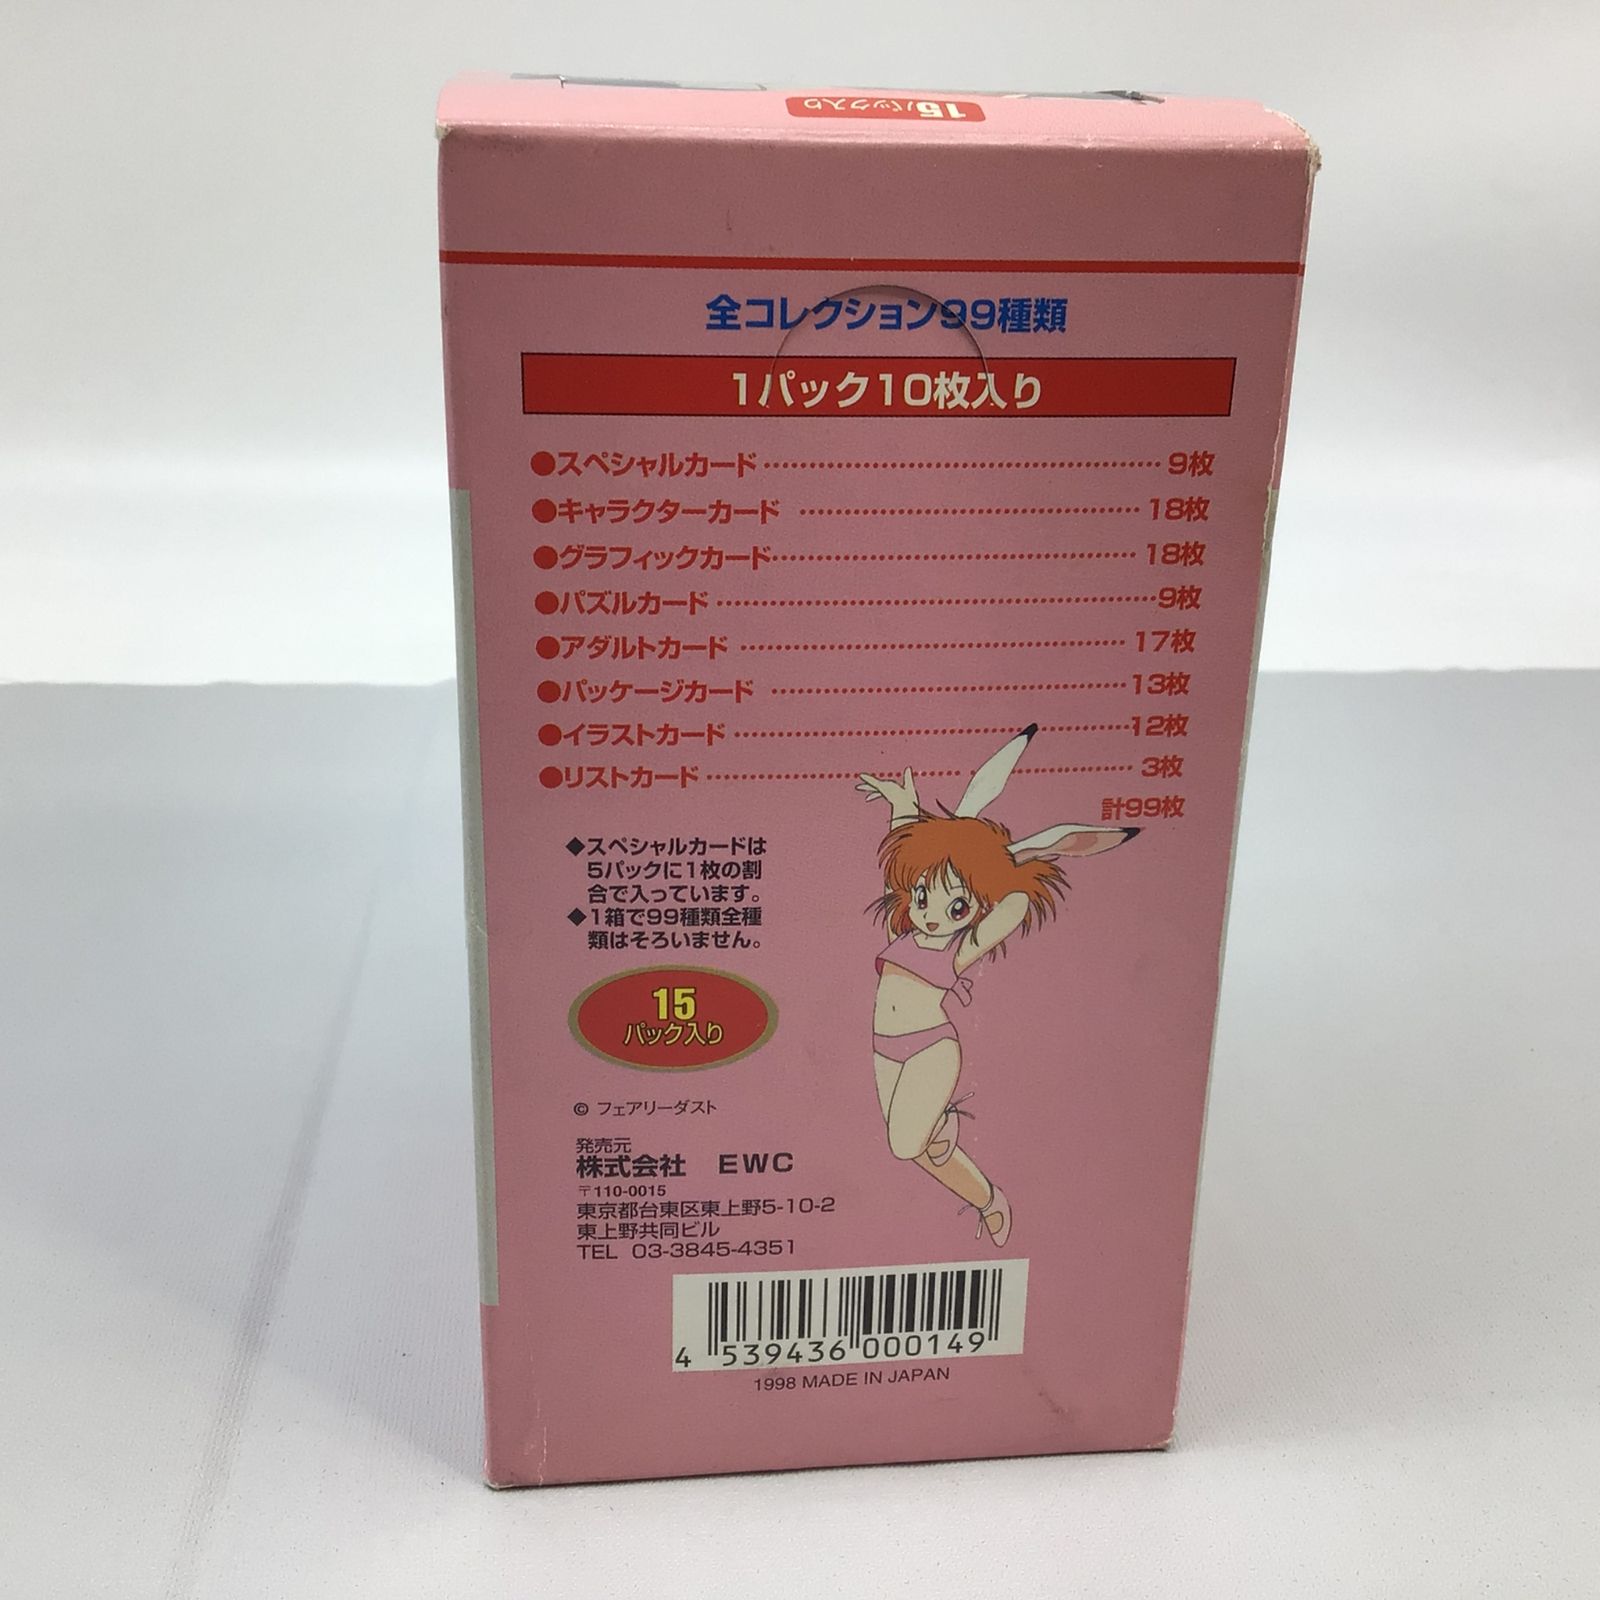 15パック入り
全コレクション99種類
1パック10枚入り
●スペシャルカード…………………………………9枚
●キャラクターカード…………………………………18枚
●グラフィックカード…………………………………18枚
●パズルカード…………………………………9枚
●アダルトカード…………………………………17枚
●パッケージカード…………………………………13枚
●イラストカード…………………………………12枚
●リストカード…………………………………3枚
計99枚
◆スペシャルカードは
5パックに1枚の割
合で入っています。
◆1箱で99種類全種
類はそろいません。
15
パック入り
© フェアリーダスト
発売元
株式会社 EWC
〒110-0015
東京都台東区東上野5-10-2
東上野共同ビル
TEL 03-3845-4351
4 539436 000149
1998 MADE IN JAPAN